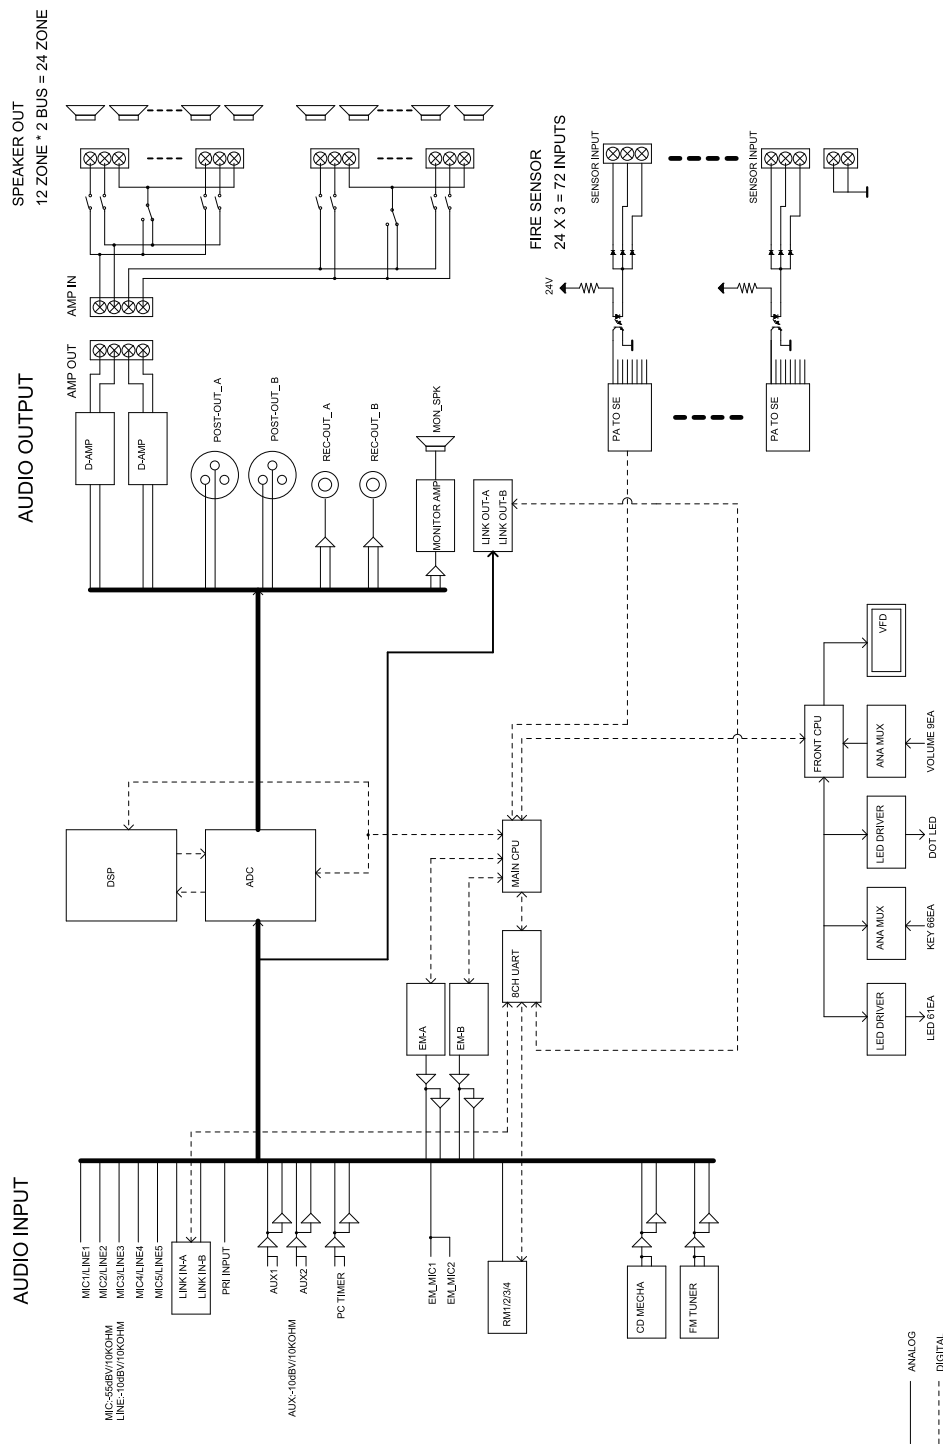 AUDIO INPUT
MIC1/LINE1
MIC2/LINE2
MIC3/LINE3
MIC4/LINE4
MIC5/LINE5
MIC:-55dBV/10KOHM
LINE:-10dBV/10KOHM
LINK IN-A
LINK IN-B
PRI INPUT
AUX1
AUX2
AUX:-10dBV/10KOHM
PC TIMER
EM_MIC1
EM_MIC2
RM1/2/3/4
CD MECHA
FM TUNER
EM-A
EM-B
8CH UART
MAIN CPU
DSP
ADC
AUDIO OUTPUT
D-AMP
D-AMP
AMP OUT
AMP IN
SPEAKER OUT
12 ZONE * 2 BUS = 24 ZONE
POST-OUT_ A
POST-OUT_ B
REC-OUT_ A
REC-OUT_ B
MONITOR AMP
MON_SPK
LINK OUT-A
LINK OUT-B
FIRE SENSOR
24 X 3 = 72 INPUTS
SENSOR INPUT
SENSOR INPUT
24V
PA TO SE
PA TO SE
FRONT CPU
VFD
ANA MUX
VOLUME 9EA
LED DRIVER
DOT LED
ANA MUX
KEY 66EA
LED DRIVER
LED 61EA
ANALOG
DIGITAL